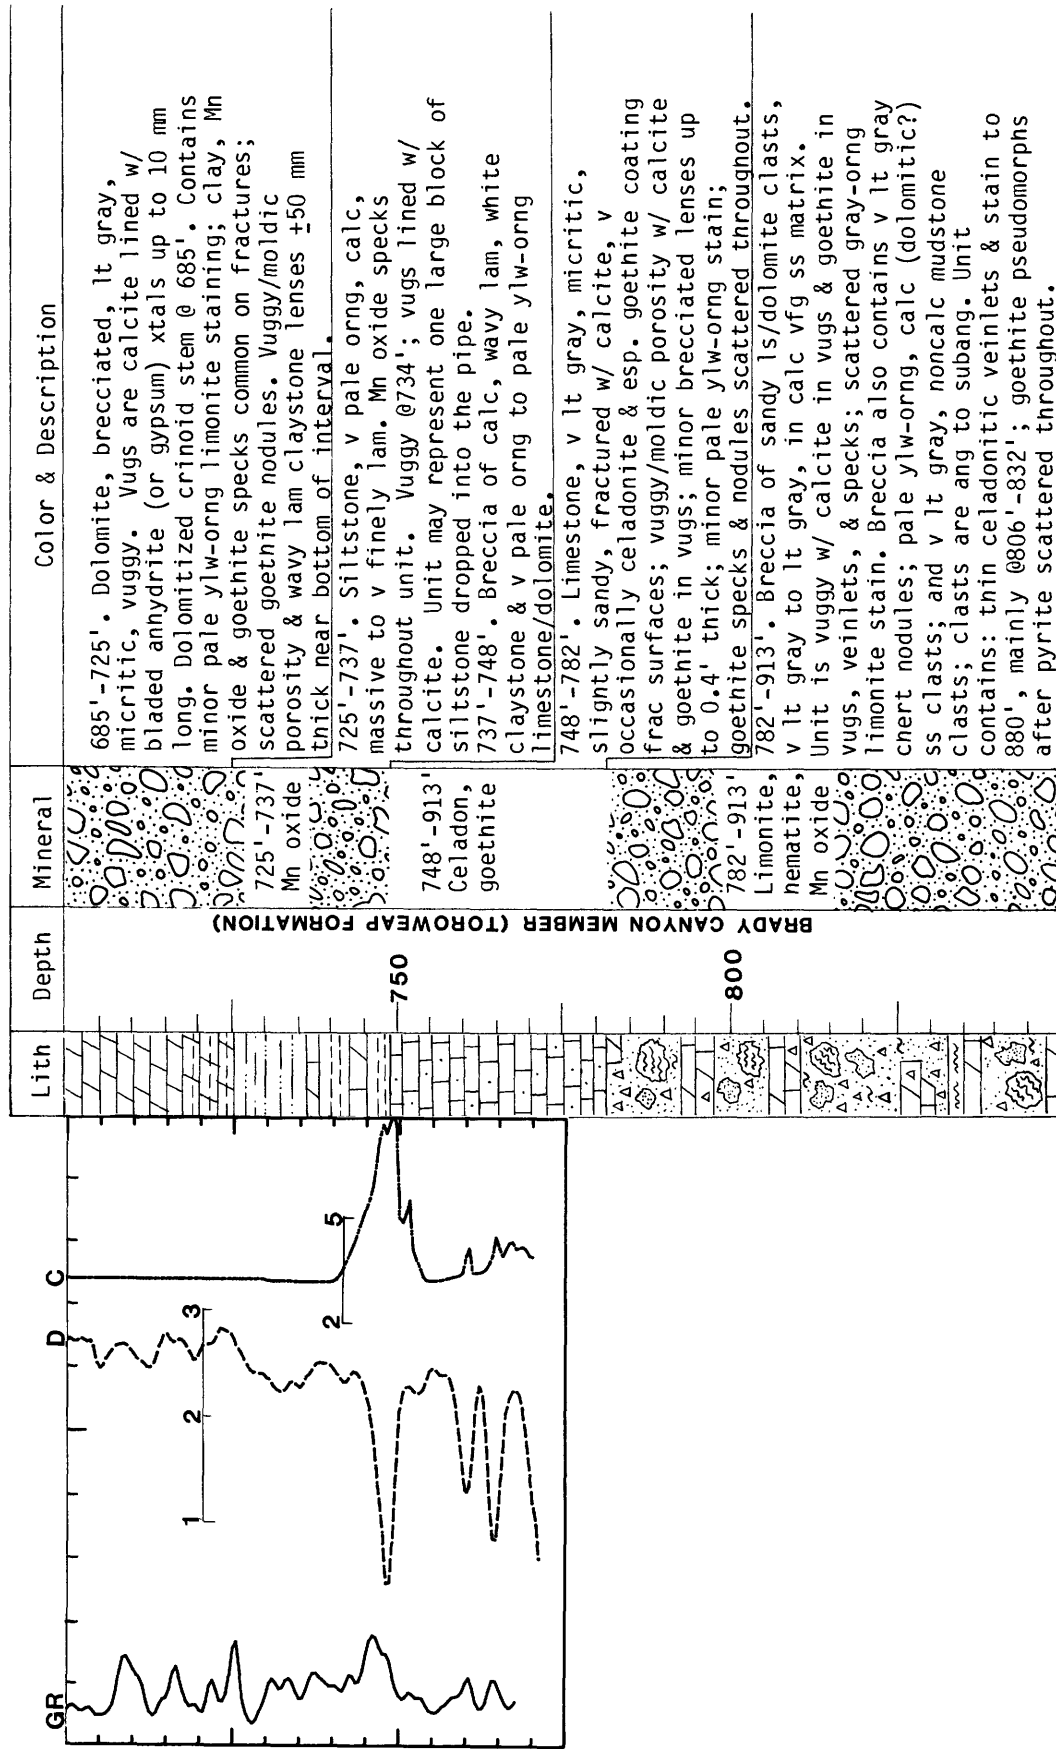 Lith
Depth
Mineral
Color & Description
GR
D
C
1 2 3
2 5
750
800
BRADY CANYON MEMBER (TOROWEAP FORMATION)
725'-737'
Mn oxide
748'-913'
Celadon,
goethite
782'-913'
Limonite,
hematite,
Mn oxide
685'-725'. Dolomite, brecciated, lt gray,
micritic, vuggy. Vugs are calcite lined w/
bladed anhydrite (or gypsum) xtals up to 10 mm
long. Dolomitized crinoid stem @ 685'. Contains
minor pale ylw-orng limonite staining; clay, Mn
oxide & goethite specks common on fractures;
scattered goethite nodules. Vuggy/moldic
porosity & wavy lam claystone lenses ±50 mm
thick near bottom of interval.
725'-737'. Siltstone, v pale orng, calc,
massive to v finely lam. Mn oxide specks
throughout unit. Vuggy @734'; vugs lined w/
calcite. Unit may represent one large block of
siltstone dropped into the pipe.
737'-748'. Breccia of calc, wavy lam, white
claystone & v pale orng to pale ylw-orng
limestone/dolomite.
748'-782'. Limestone, v lt gray, micritic,
slightly sandy, fractured w/ calcite, v
occasionally celadonite & esp. goethite coating
frac surfaces; vuggy/moldic porosity w/ calcite
& goethite in vugs; minor brecciated lenses up
to 0.4' thick; minor pale ylw-orng stain;
goethite specks & nodules scattered throughout.
782'-913'. Breccia of sandy ls/dolomite clasts,
v lt gray to lt gray, in calc vfg ss matrix.
Unit is vuggy w/ calcite in vugs & goethite in
vugs, veinlets, & specks; scattered gray-orng
limonite stain. Breccia also contains v lt gray
chert nodules; pale ylw-orng, calc (dolomitic?)
ss clasts; and v lt gray, noncalc mudstone
clasts; clasts are ang to subang. Unit
contains: thin celadonitic veinlets & stain to
880', mainly @806'-832'; goethite pseudomorphs
after pyrite scattered throughout.